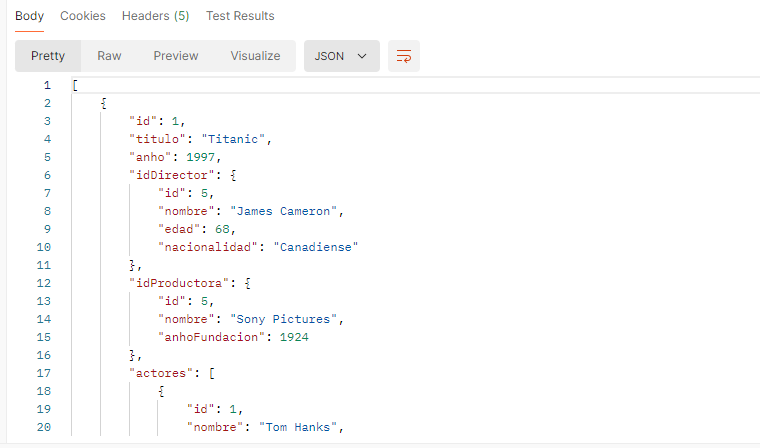 Body Cookies Headers (5) Test Results
Pretty Raw Preview Visualize JSON
1 [
2 {
3 "id": 1,
4 "titulo": "Titanic",
5 "anho": 1997,
6 "idDirector": {
7 "id": 5,
8 "nombre": "James Cameron",
9 "edad": 68,
10 "nacionalidad": "Canadiense"
11 },
12 "idProductora": {
13 "id": 5,
14 "nombre": "Sony Pictures",
15 "anhoFundacion": 1924
16 },
17 "actores": [
18 {
19 "id": 1,
20 "nombre": "Tom Hanks",